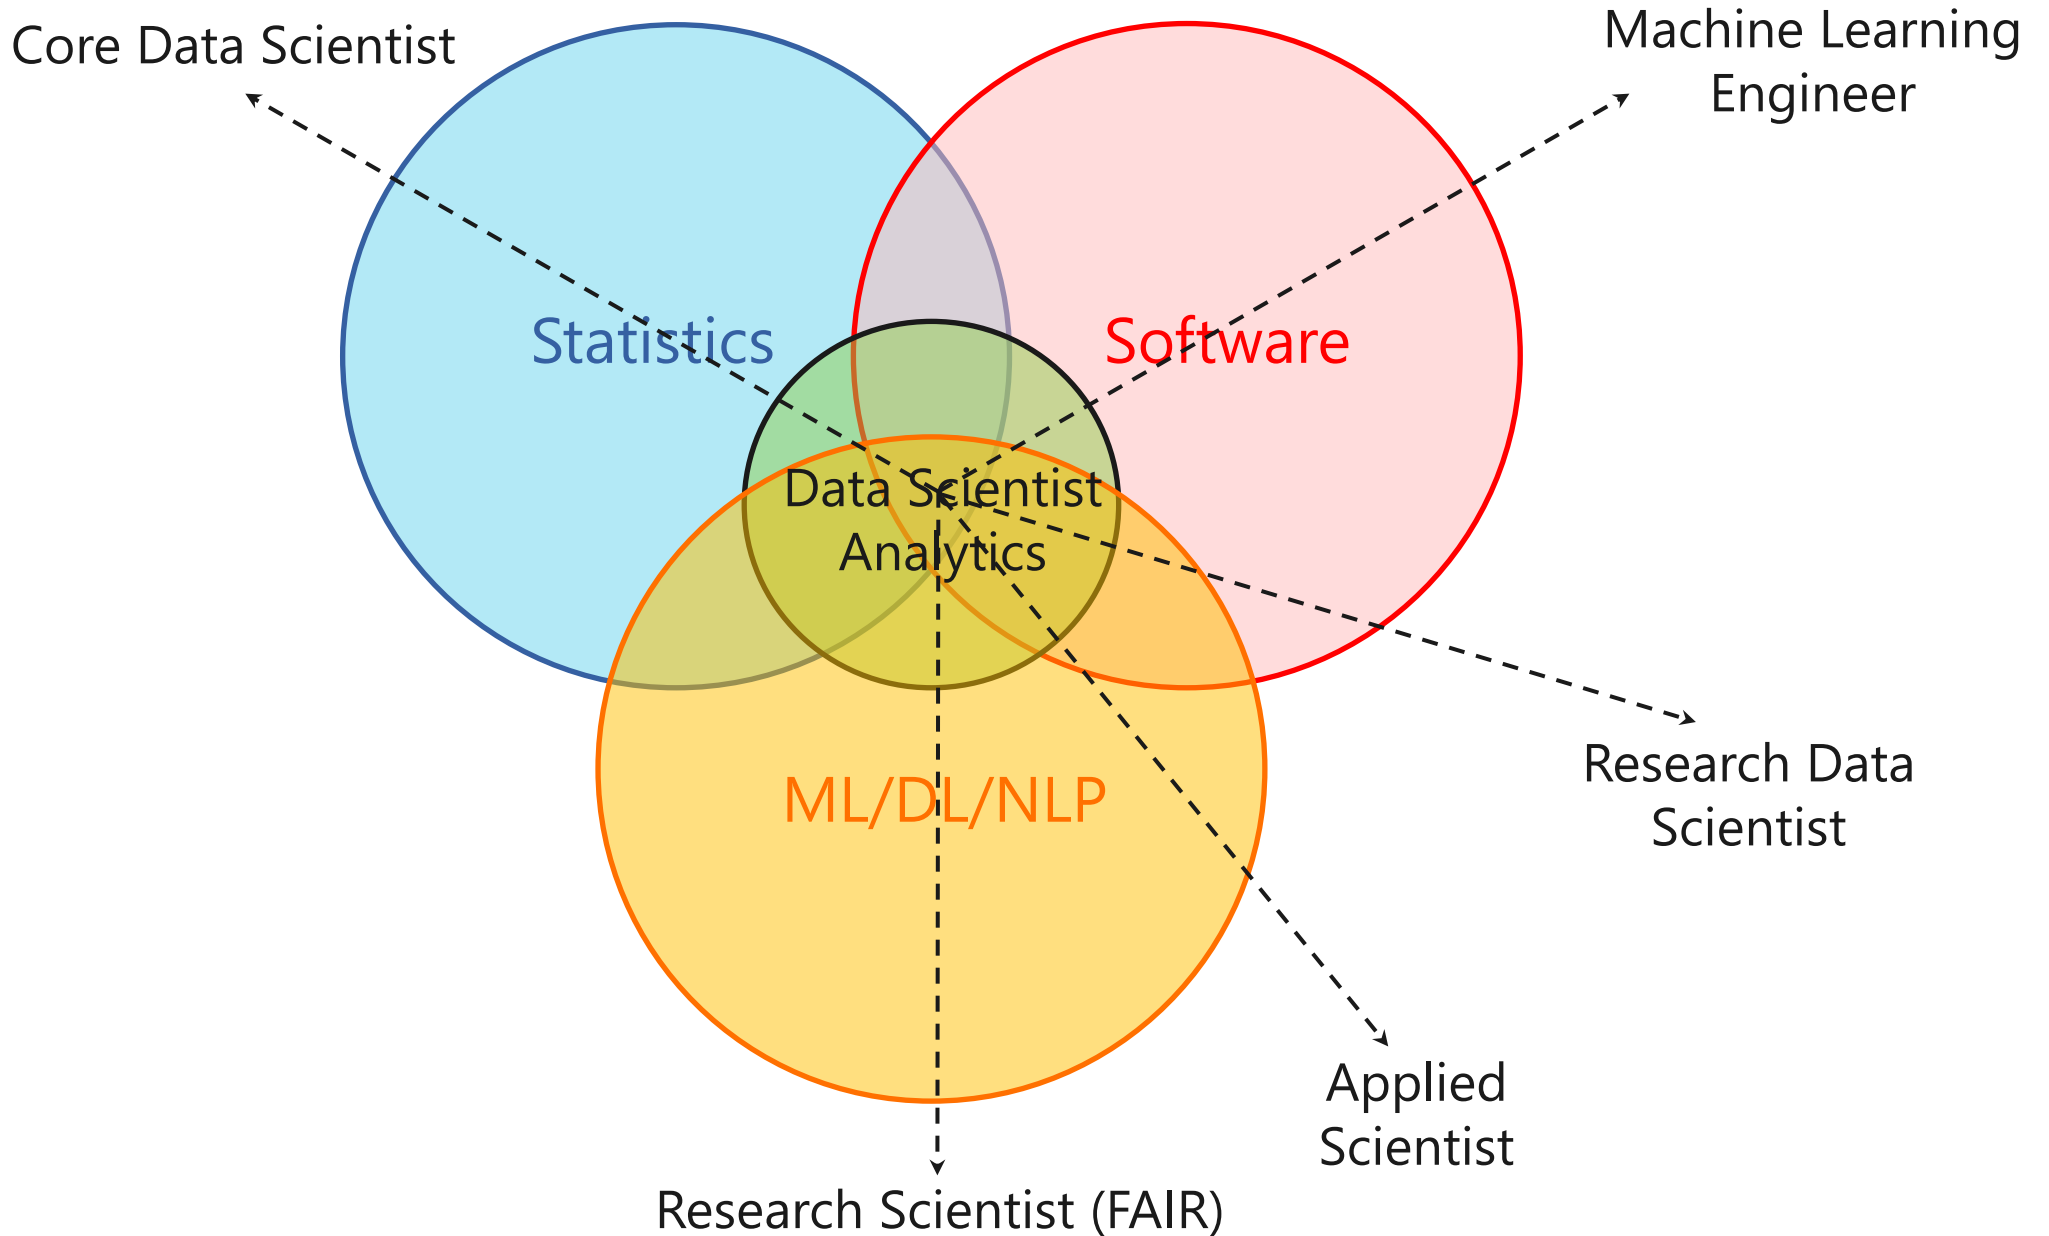 Core Data Scientist
Machine Learning
Engineer
Statistics
Software
Data Scientist
Analytics
Research Data
Scientist
ML/DL/NLP
Applied
Scientist
Research Scientist (FAIR)